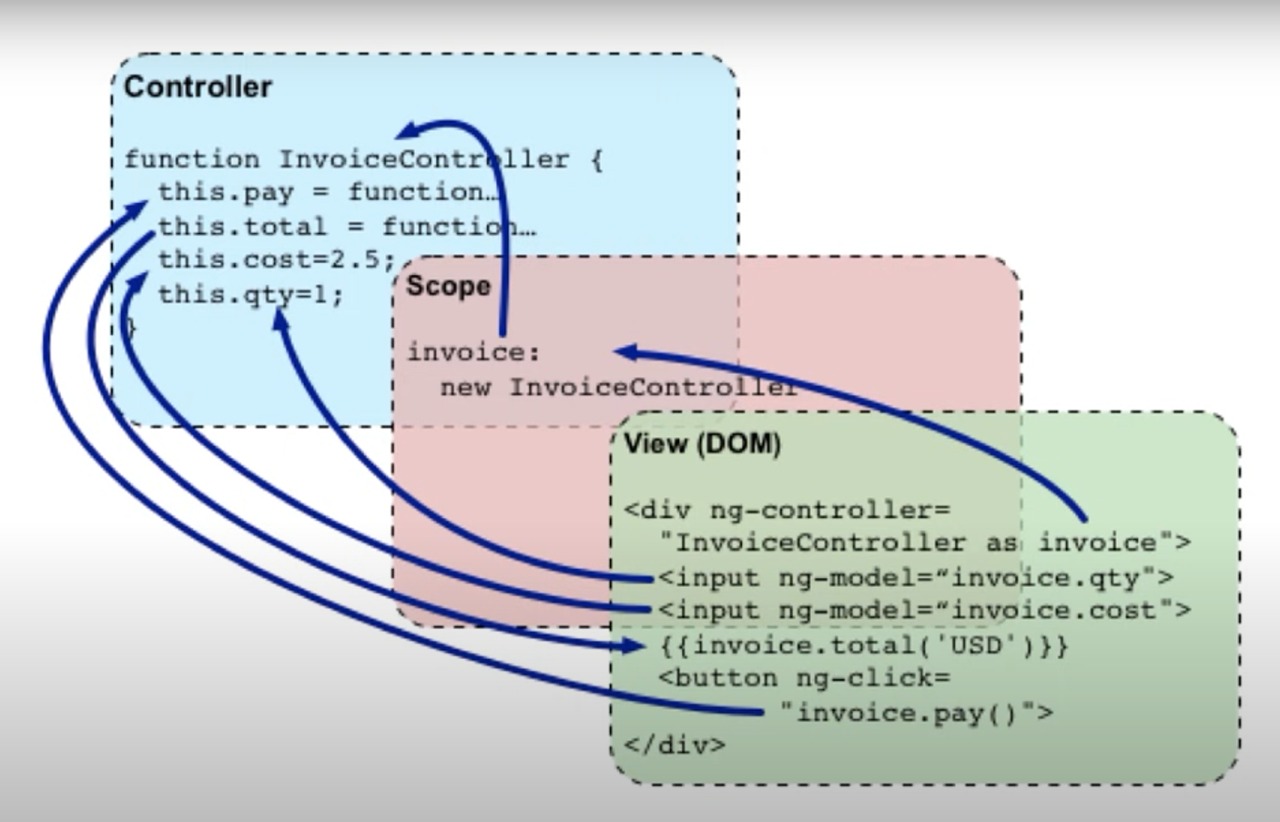 Controller
function InvoiceController {
this.pay = function…
this.total = function…
this.cost=2.5;
this.qty=1;
}
Scope
invoice:
new InvoiceController
View (DOM)
<div ng-controller=
"InvoiceController as invoice">
<input ng-model=“invoice.qty">
<input ng-model=“invoice.cost">
{{invoice.total('USD')}}
<button ng-click=
"invoice.pay()">
</div>